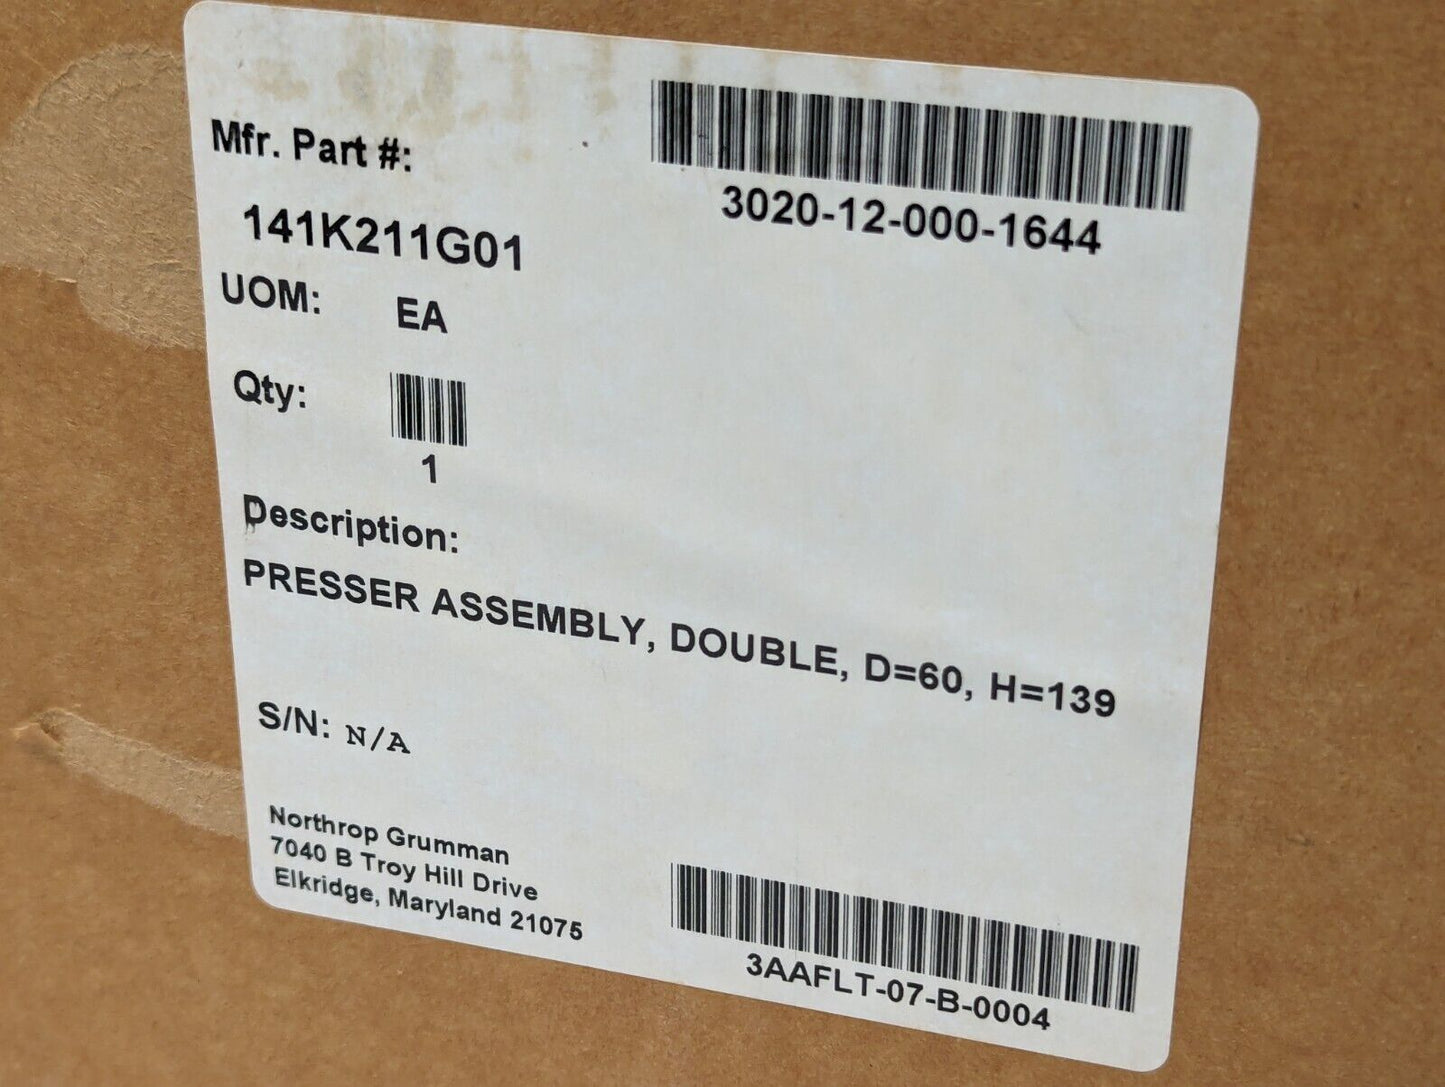 Mfr. Part #:
3020-12-000-1644
141K211G01
UOM: EA
Qty:
1
Description:
PRESSER ASSEMBLY, DOUBLE, D=60, H=139
S/N: N/A
Northrop Grumman
7040 B Troy Hill Drive
Elkridge, Maryland 21075
3AAFLT-07-B-0004